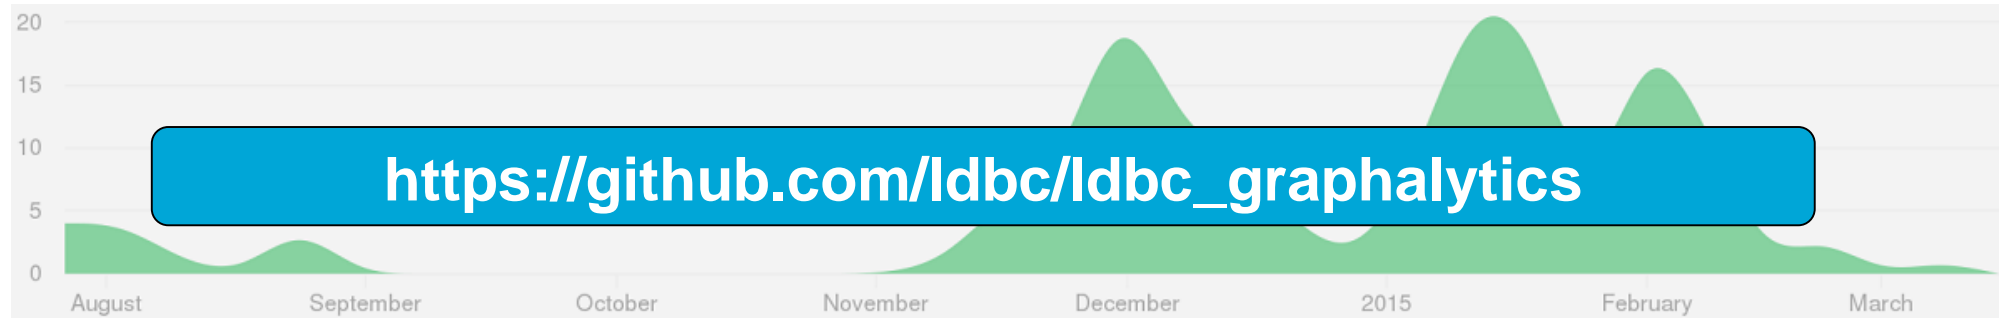 20
15
10
https://github.com/ldbc/ldbc_graphalytics
5
0
August September October November December 2015 February March